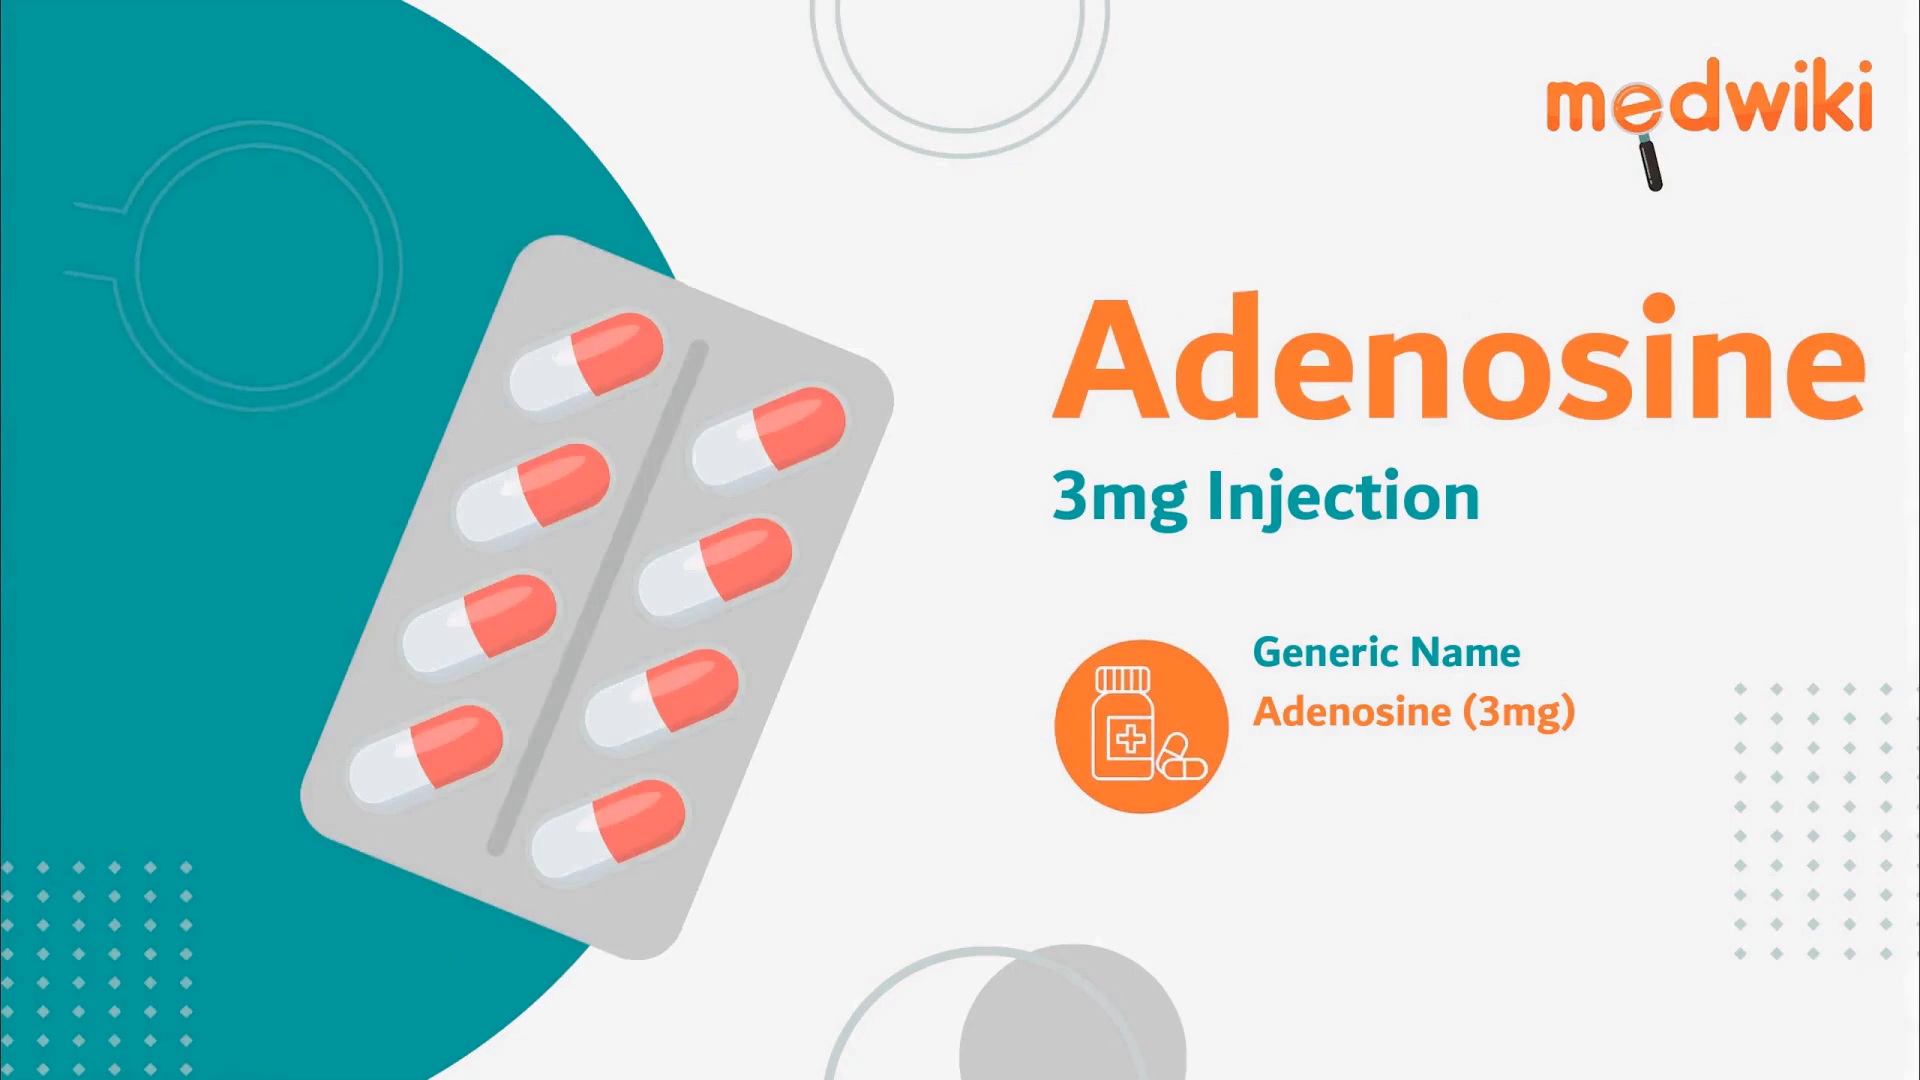 medwiki
Adenosine
3mg Injection
Generic Name
Adenosine (3mg)